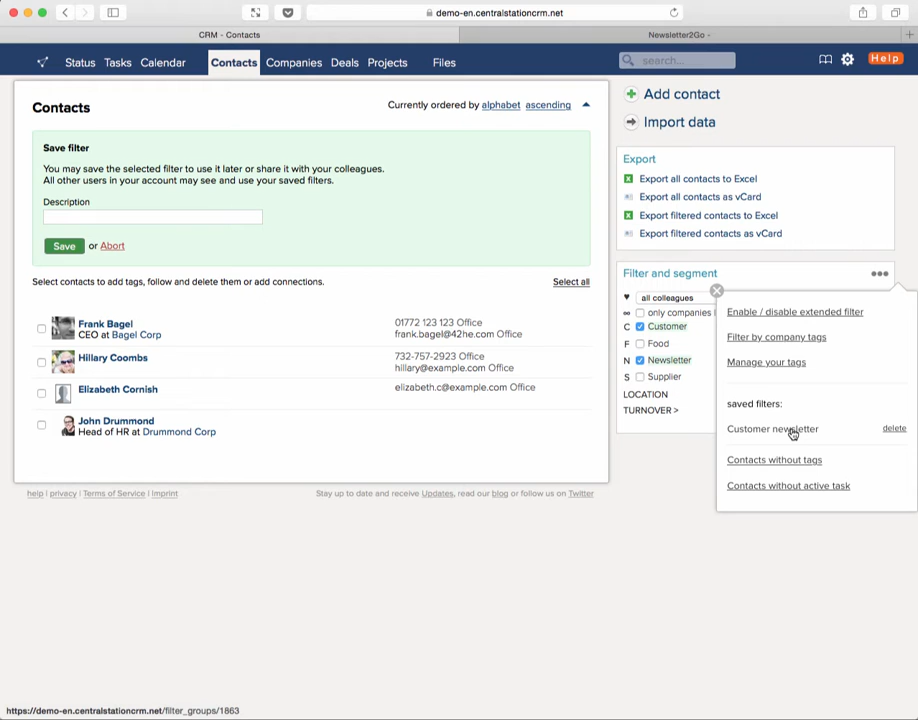 demo-en.centralstationcrm.net
CRM - Contacts
Newsletter2Go -
Status Tasks Calendar Contacts Companies Deals Projects Files
search...
Help
Contacts
Currently ordered by alphabet ascending
Save filter
You may save the selected filter to use it later or share it with your colleagues.
All other users in your account may see and use your saved filters.
Description
Save or Abort
Select contacts to add tags, follow and delete them or add connections.
Select all
Frank Bagel
CEO at Bagel Corp
01772 123 123 Office
frank.bagel@42he.com Office
Hillary Coombs
732-757-2923 Office
hillary@example.com Office
Elizabeth Cornish
elizabeth.c@example.com Office
John Drummond
Head of HR at Drummond Corp
help | privacy | Terms of Service | Imprint
Stay up to date and receive Updates, read our blog or follow us on Twitter
Add contact
Import data
Export
Export all contacts to Excel
Export all contacts as vCard
Export filtered contacts to Excel
Export filtered contacts as vCard
Filter and segment
all colleagues
only companies
C Customer
F Food
N Newsletter
S Supplier
LOCATION
TURNOVER >
Enable / disable extended filter
Filter by company tags
Manage your tags
saved filters:
Customer newsletter
delete
Contacts without tags
Contacts without active task
https://demo-en.centralstationcrm.net/filter_groups/1863